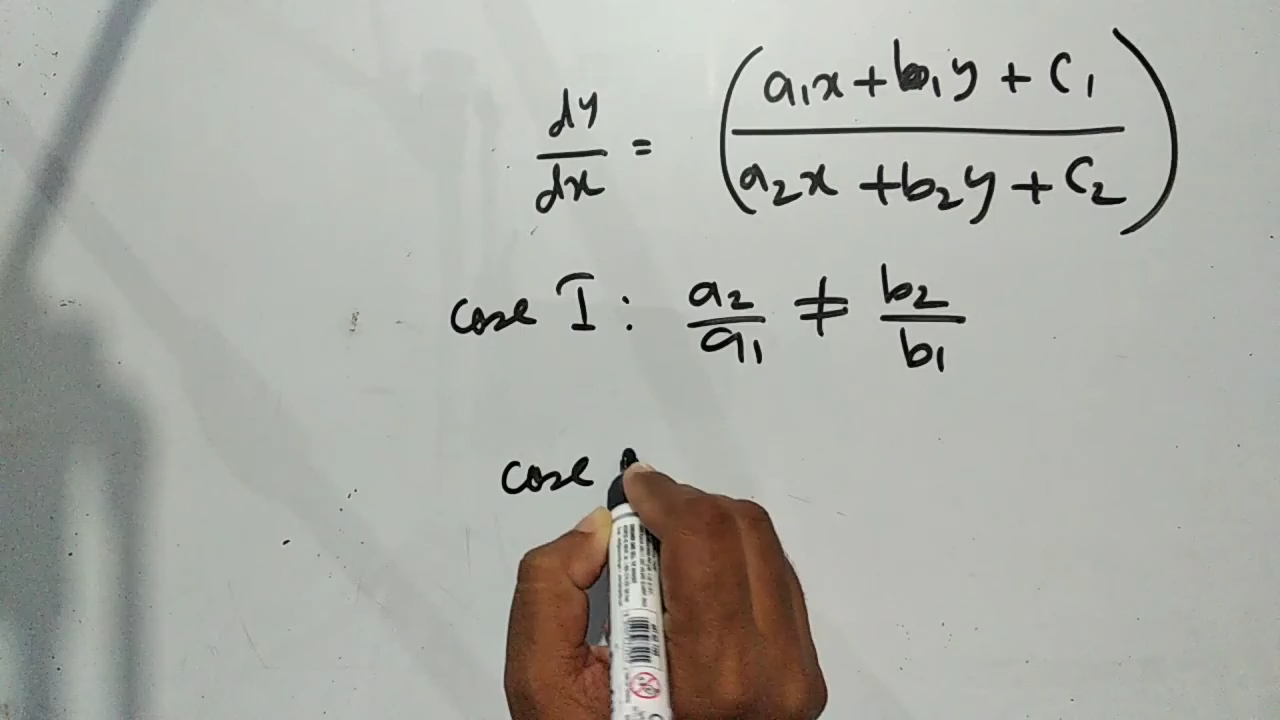 dy/dx = (a₁x + b₁y + c₁ / a₂x + b₂y + c₂)
case I : a₂/a₁ ≠ b₂/b₁
case